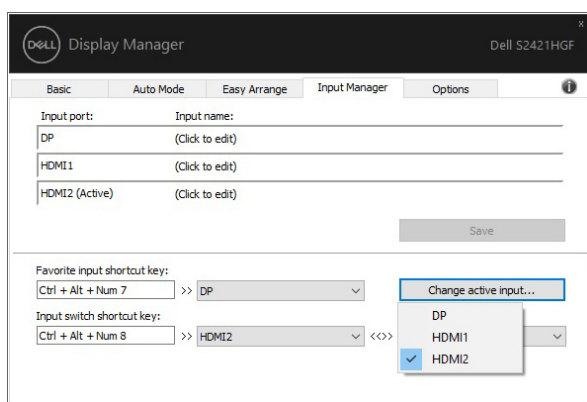 DELL Display Manager Dell S2421HGF
x
Basic Auto Mode Easy Arrange Input Manager Options i
Input port: Input name:
DP (Click to edit)
HDMI1 (Click to edit)
HDMI2 (Active) (Click to edit)
Save
Favorite input shortcut key:
Ctrl + Alt + Num 7 >> DP Change active input...
Input switch shortcut key:
Ctrl + Alt + Num 8 >> HDMI2 <<>>
DP
HDMI1
HDMI2